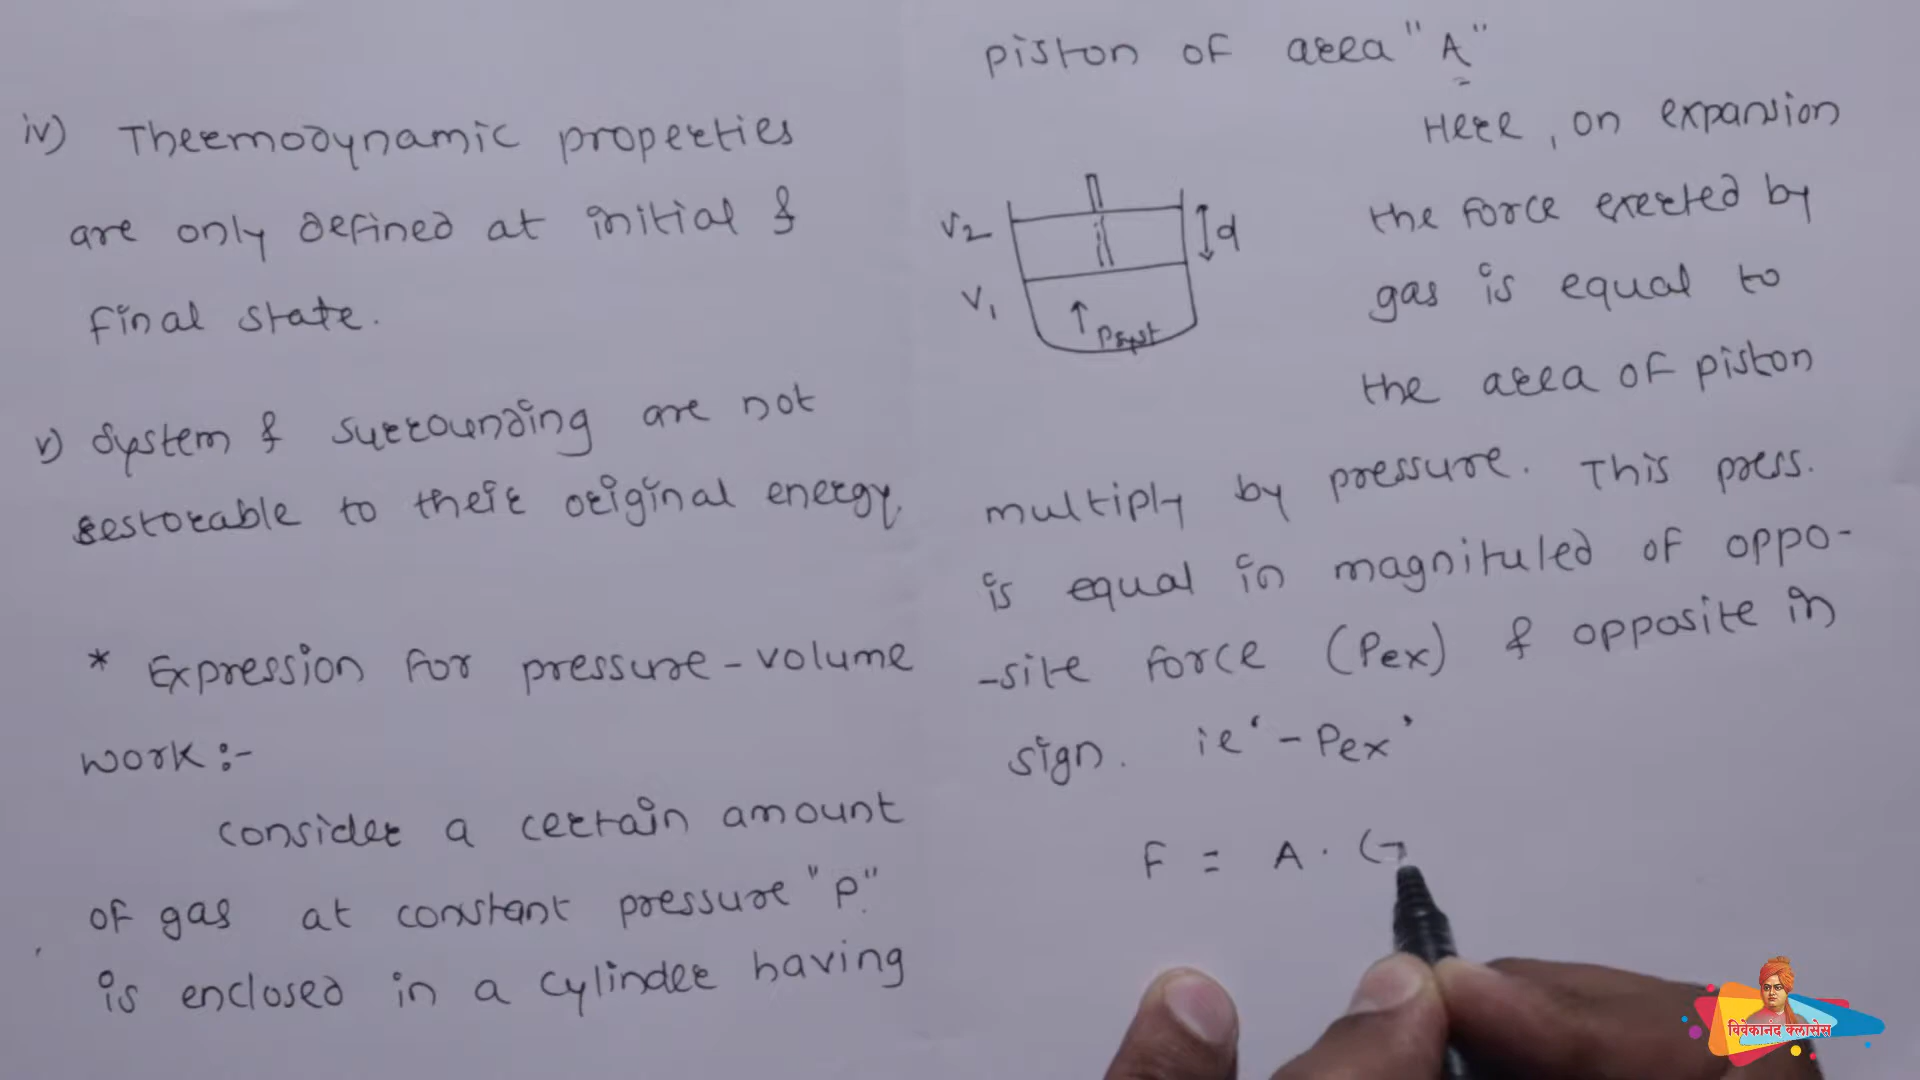 iv) Thermodynamic properties
are only defined at initial &
final state.
v) System & surrounding are not
restorable to their original energy.
* Expression for pressure-volume
work:-
consider a certain amount
of gas at constant pressure "P"
is enclosed in a cylinder having
piston of area "A"
Here, on expansion
the force exerted by
gas is equal to
the area of piston
V2
d
V1
multiply by pressure. This press.
is equal in magnituled of oppo-
-site force (Pex) & opposite in
sign. ie '-Pex'
F = A . (-
विवेकानंद क्लासेस